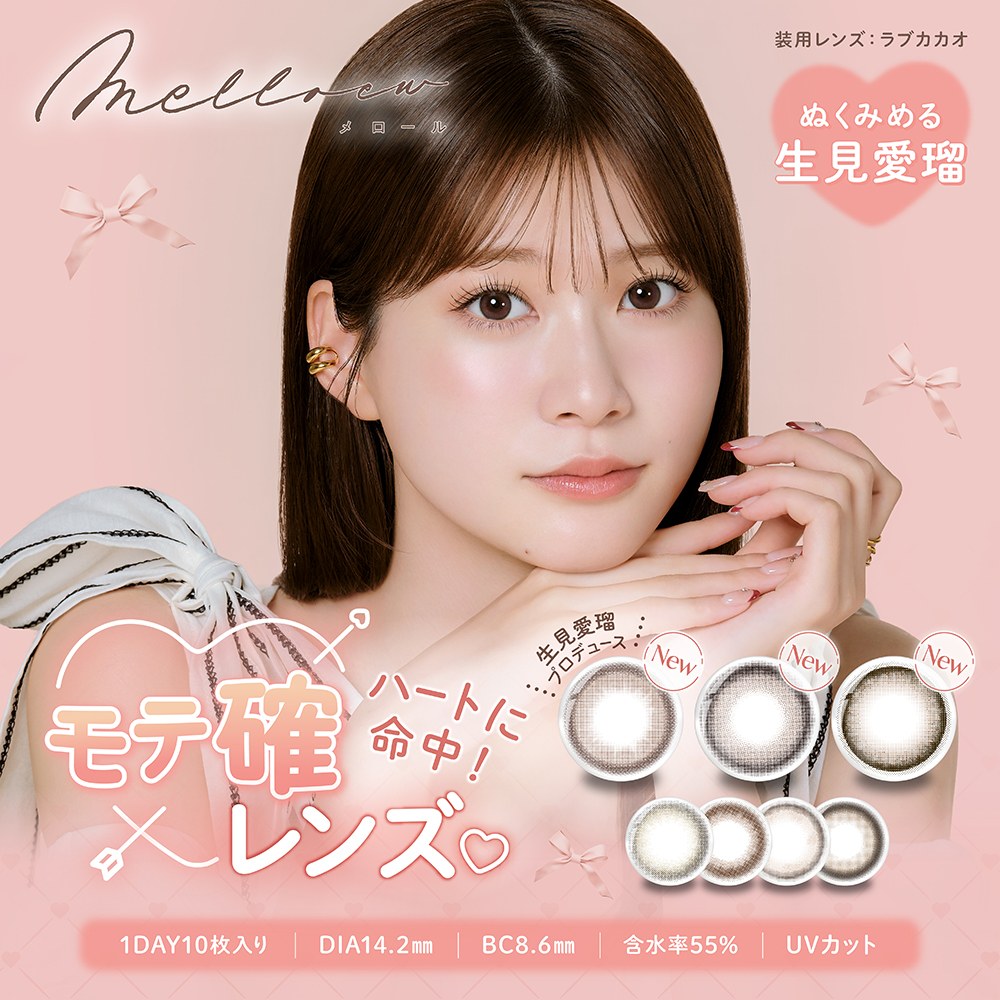 mellrew
メロール
装用レンズ：ラブカカオ
ぬくみめる
生見愛瑠
モテ確
レンズ
ハートに
命中！
生見愛瑠
プロデュース
New
New
New
1DAY10枚入り｜DIA14.2㎜｜BC8.6㎜｜含水率55%｜UVカット